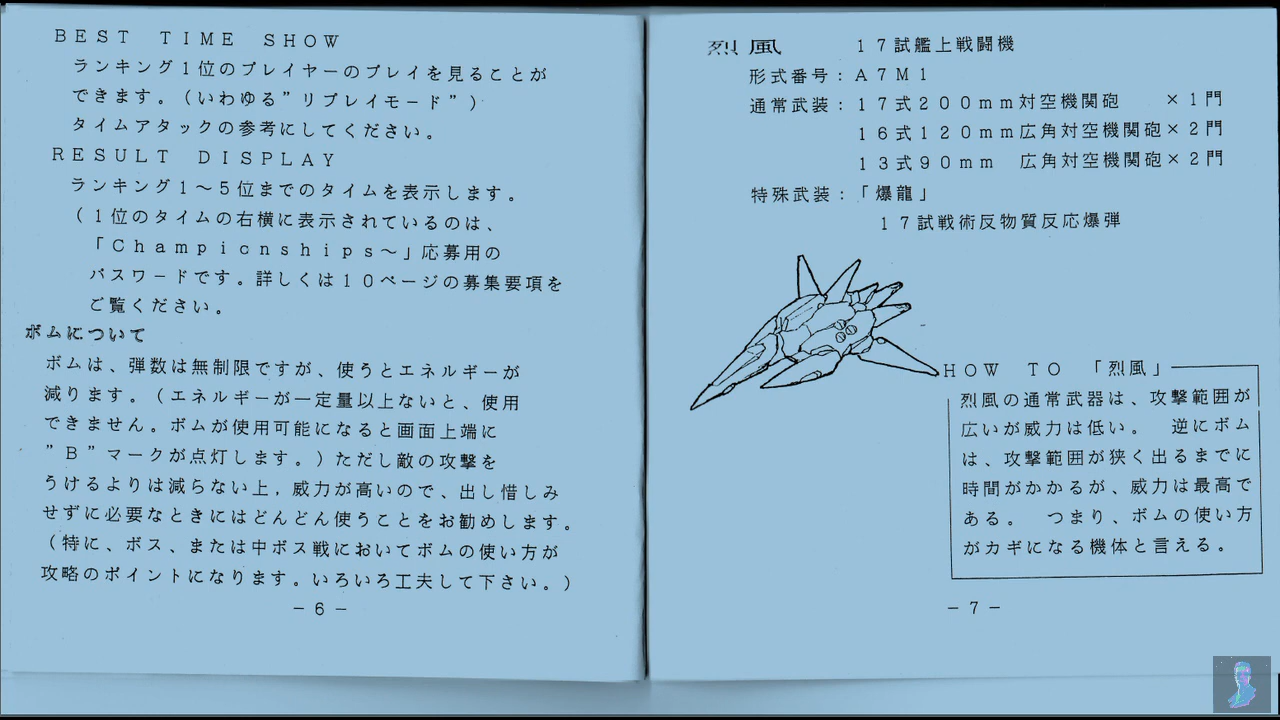 BEST TIME SHOW
ランキング1位のプレイヤーのプレイを見ることが
できます。(いわゆる”リプレイモード”)
タイムアタックの参考にしてください。
RESULT DISPLAY
ランキング1〜5位までのタイムを表示します。
(1位のタイムの右横に表示されているのは、
「Championships〜」応募用の
パスワードです。詳しくは10ページの募集要項を
ご覧ください。
ボムについて
ボムは、弾数は無制限ですが、使うとエネルギーが
減ります。(エネルギーが一定量以上ないと、使用
できません。ボムが使用可能になると画面上端に
”B”マークが点灯します。)ただし敵の攻撃を
うけるよりは減らない上,威力が高いので、出し惜しみ
せずに必要なときにはどんどん使うことをお勧めします。
(特に、ボス、または中ボス戦においてボムの使い方が
攻略のポイントになります。いろいろ工夫して下さい。)
-6-
烈風 17試艦上戦闘機
形式番号:A7M1
通常武装:17式200mm対空機関砲 ×1門
16式120mm広角対空機関砲×2門
13式90mm 広角対空機関砲×2門
特殊武装:「爆龍」
17試戦術反物質反応爆弾
HOW TO 「烈風」
烈風の通常武器は、攻撃範囲が
広いが威力は低い。 逆にボム
は、攻撃範囲が狭く出るまでに
時間がかかるが、威力は最高で
ある。 つまり、ボムの使い方
がカギになる機体と言える。
-7-